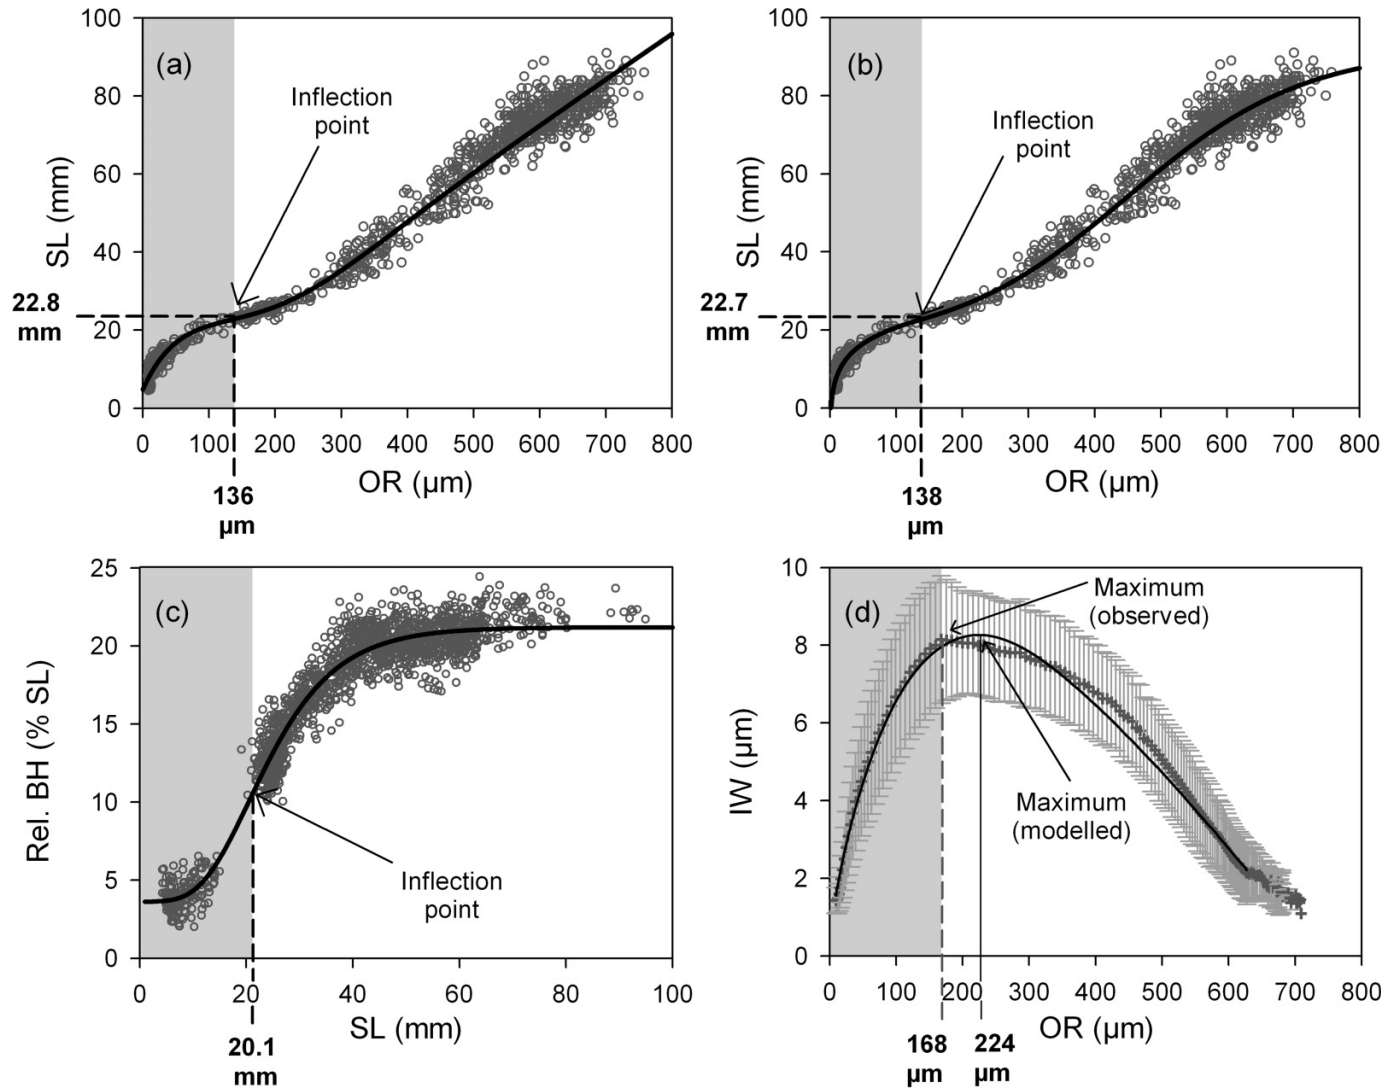 100
(a)
80
Inflection
point
60
SL (mm)
40
22.8
mm
20
0
0 100 200 300 400 500 600 700 800
OR (µm)
136
µm
100
(b)
80
Inflection
point
60
SL (mm)
40
22.7
mm
20
0
0 100 200 300 400 500 600 700 800
OR (µm)
138
µm
25
(c)
20
15
Rel. BH (% SL)
10
Inflection
point
5
0
0 20 40 60 80 100
SL (mm)
20.1
mm
10
Maximum
(observed)
(d)
8
6
IW (µm)
Maximum
(modelled)
4
2
0
0 100 200 300 400 500 600 700 800
OR (µm)
168
µm
224
µm